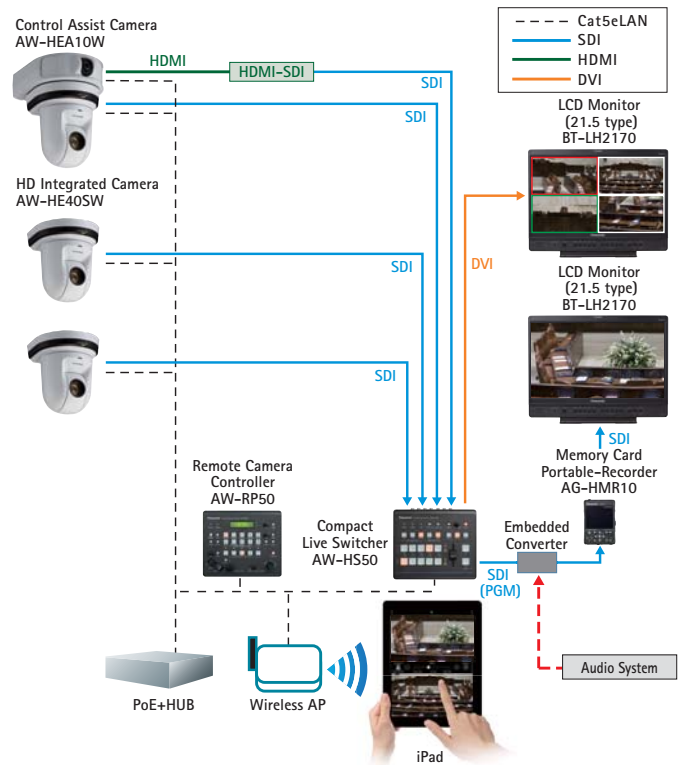 Control Assist Camera
AW-HEA10W
HDMI
HDMI-SDI
SDI
SDI
Cat5eLAN
SDI
HDMI
DVI
LCD Monitor
(21.5 type)
BT-LH2170
HD Integrated Camera
AW-HE40SW
SDI
DVI
LCD Monitor
(21.5 type)
BT-LH2170
SDI
SDI
Memory Card
Portable-Recorder
AG-HMR10
Remote Camera
Controller
AW-RP50
Compact
Live Switcher
AW-HS50
Embedded
Converter
SDI
(PGM)
Audio System
PoE+HUB
Wireless AP
iPad